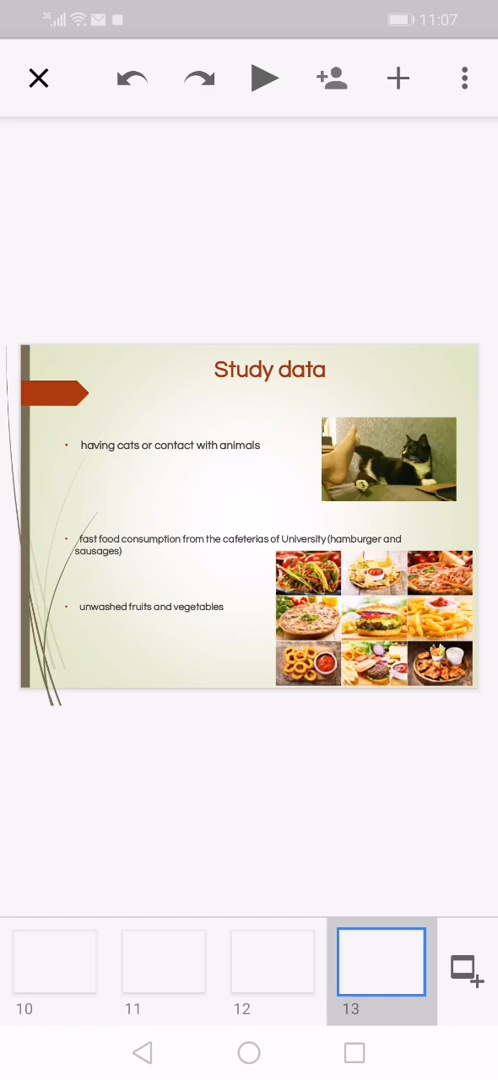 11:07
Study data
• having cats or contact with animals
• fast food consumption from the cafeterias of University (hamburger and
sausages)
• unwashed fruits and vegetables
10
11
12
13